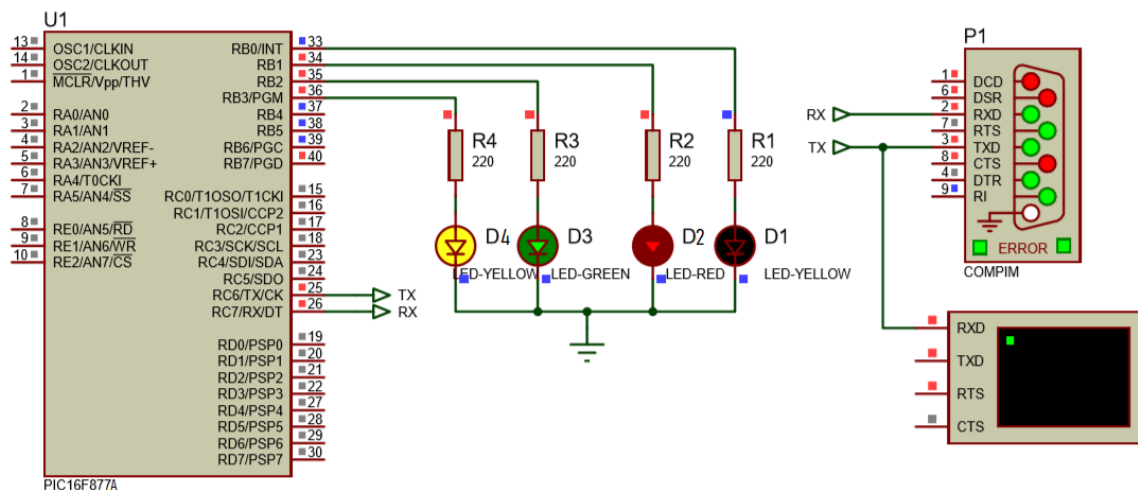 U1
13 OSC1/CLKIN
14 OSC2/CLKOUT
1 MCLR/Vpp/THV
2 RA0/AN0
3 RA1/AN1
4 RA2/AN2/VREF-
5 RA3/AN3/VREF+
6 RA4/T0CKI
7 RA5/AN4/SS
8 RE0/AN5/RD
9 RE1/AN6/WR
10 RE2/AN7/CS
RB0/INT 33
RB1 34
RB2 35
RB3/PGM 36
RB4 37
RB5 38
RB6/PGC 39
RB7/PGD 40
RC0/T1OSO/T1CKI 15
RC1/T1OSI/CCP2 16
RC2/CCP1 17
RC3/SCK/SCL 18
RC4/SDI/SDA 23
RC5/SDO 24
RC6/TX/CK 25
RC7/RX/DT 26
RD0/PSP0 19
RD1/PSP1 20
RD2/PSP2 21
RD3/PSP3 22
RD4/PSP4 27
RD5/PSP5 28
RD6/PSP6 29
RD7/PSP7 30
PIC16F877A
TX
RX
R4
220
R3
220
R2
220
R1
220
D4
LED-YELLOW
D3
LED-GREEN
D2
LED-RED
D1
LED-YELLOW
RX
TX
P1
1 DCD
6 DSR
2 RXD
7 RTS
3 TXD
8 CTS
4 DTR
9 RI
ERROR
COMPIM
RXD
TXD
RTS
CTS